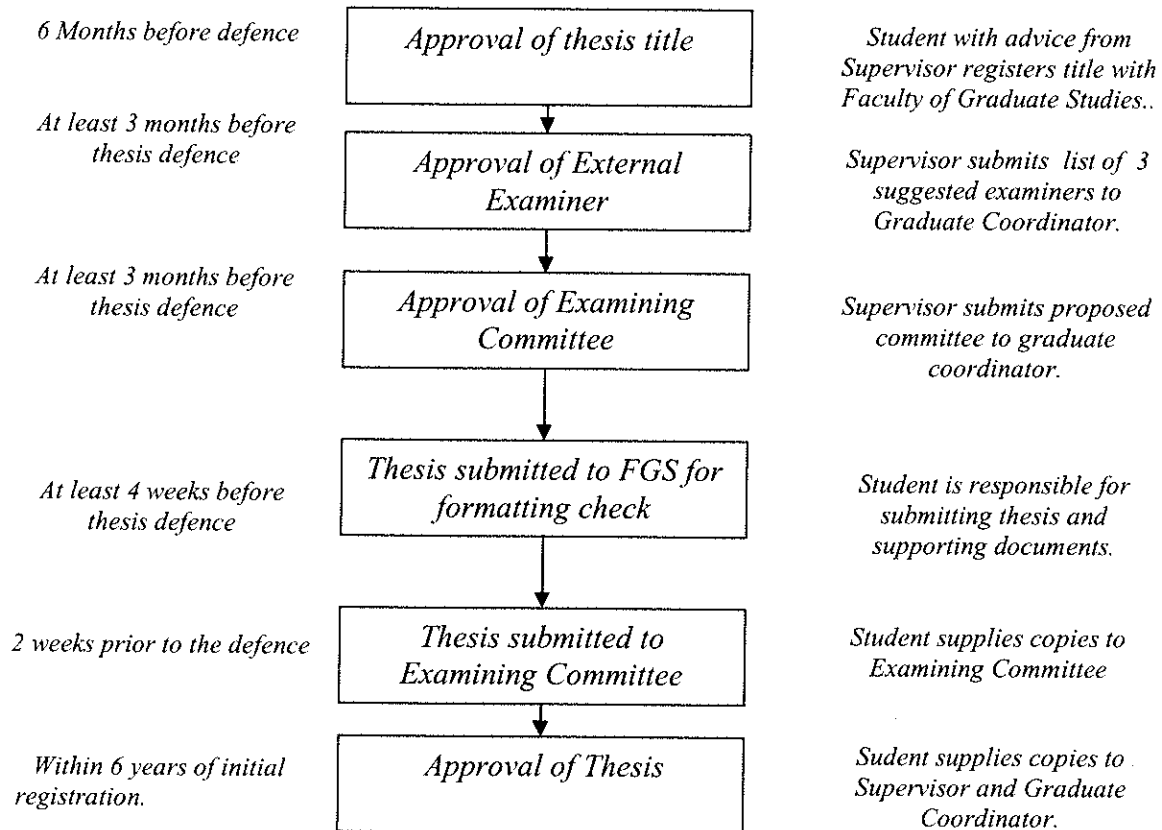 6 Months before defence
Approval of thesis title
Student with advice from
Supervisor registers title with
Faculty of Graduate Studies..
At least 3 months before
thesis defence
Approval of External
Examiner
Supervisor submits list of 3
suggested examiners to
Graduate Coordinator.
At least 3 months before
thesis defence
Approval of Examining
Committee
Supervisor submits proposed
committee to graduate
coordinator.
At least 4 weeks before
thesis defence
Thesis submitted to FGS for
formatting check
Student is responsible for
submitting thesis and
supporting documents.
2 weeks prior to the defence
Thesis submitted to
Examining Committee
Student supplies copies to
Examining Committee
Within 6 years of initial
registration.
Approval of Thesis
Sudent supplies copies to
Supervisor and Graduate
Coordinator.